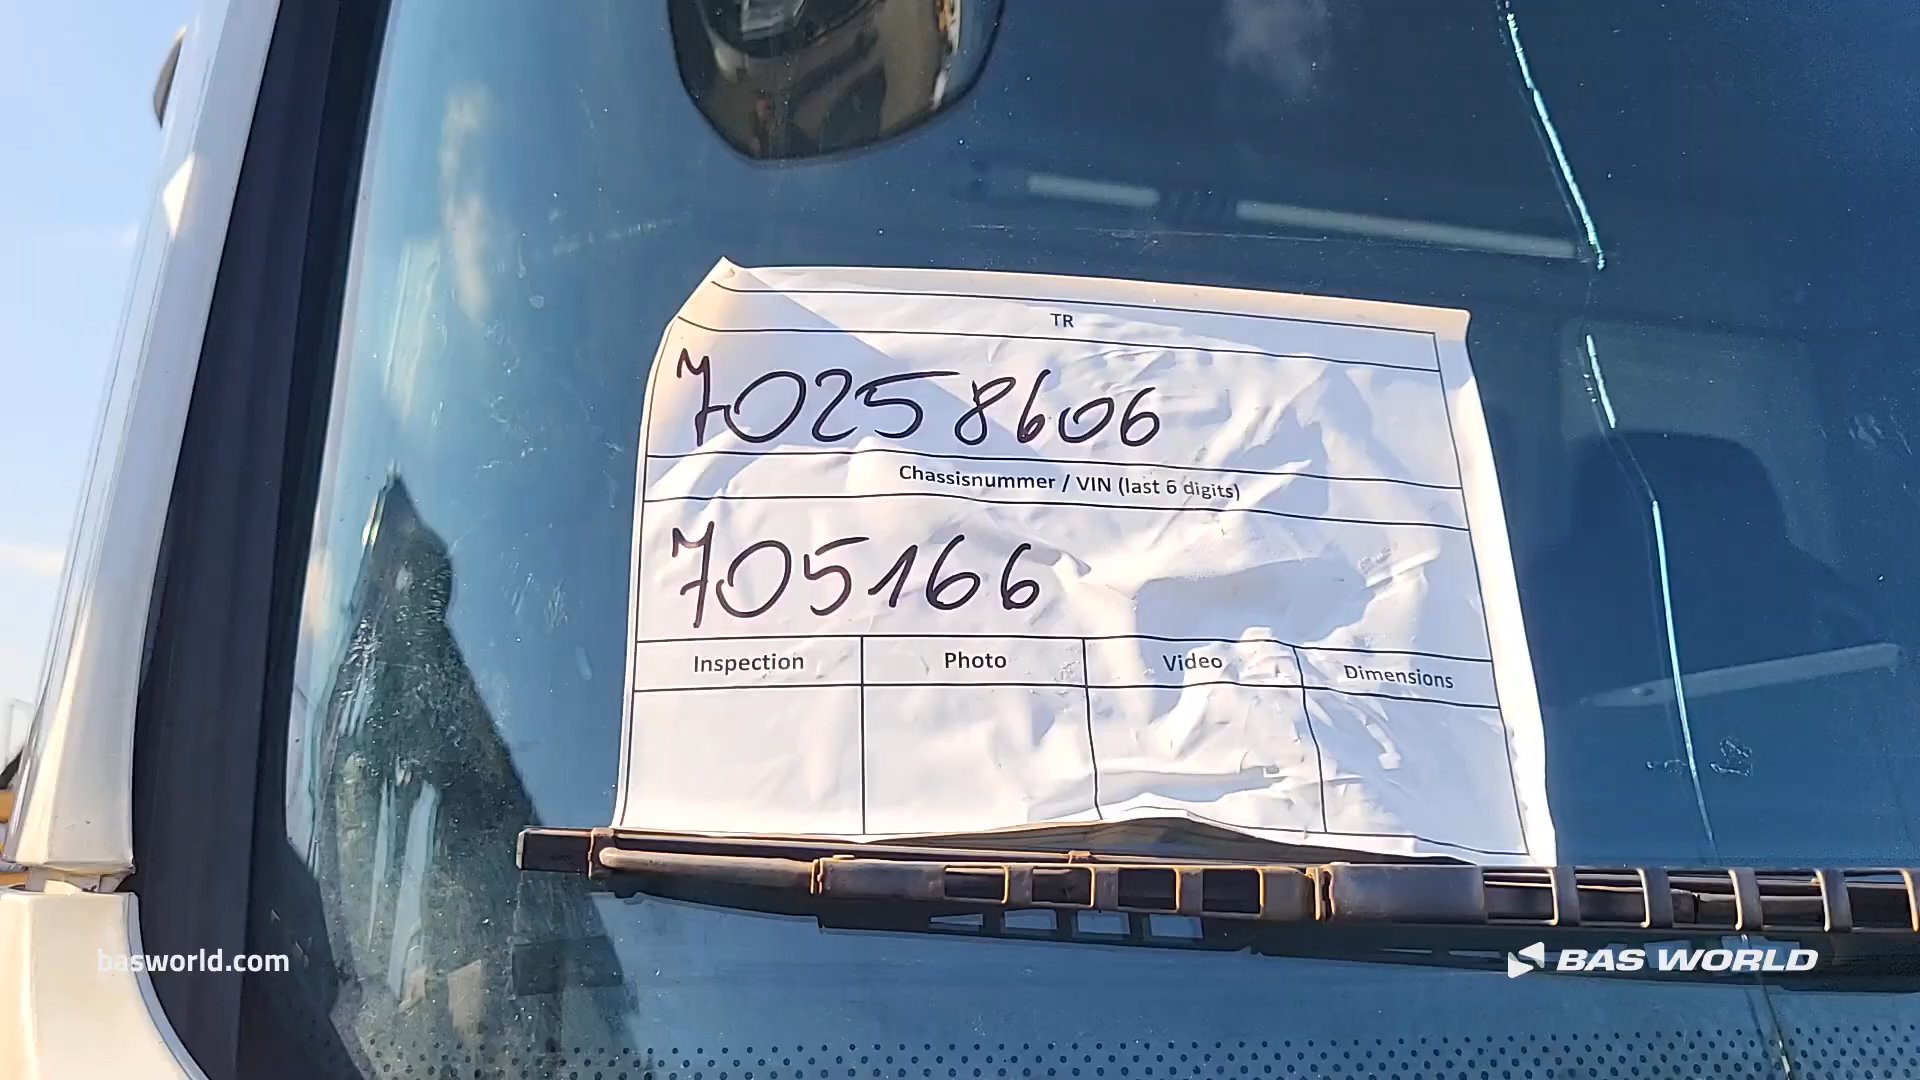 TR
70258606
Chassisnummer / VIN (last 6 digits)
705166
Inspection Photo Video Dimensions
basworld.com
BAS WORLD